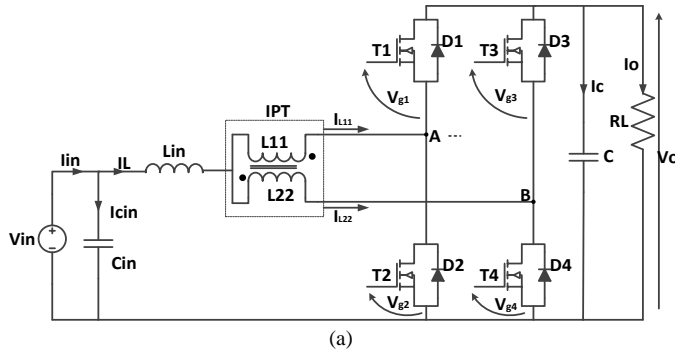 T1
D1
T3
D3
Vg1
Vg3
Ic
Io
IPT
IL11
L11
A
RL
C
Vo
Iin
IL
Lin
L22
B
Icin
IL22
Vin
Cin
T2
D2
T4
D4
Vg2
Vg4
(a)